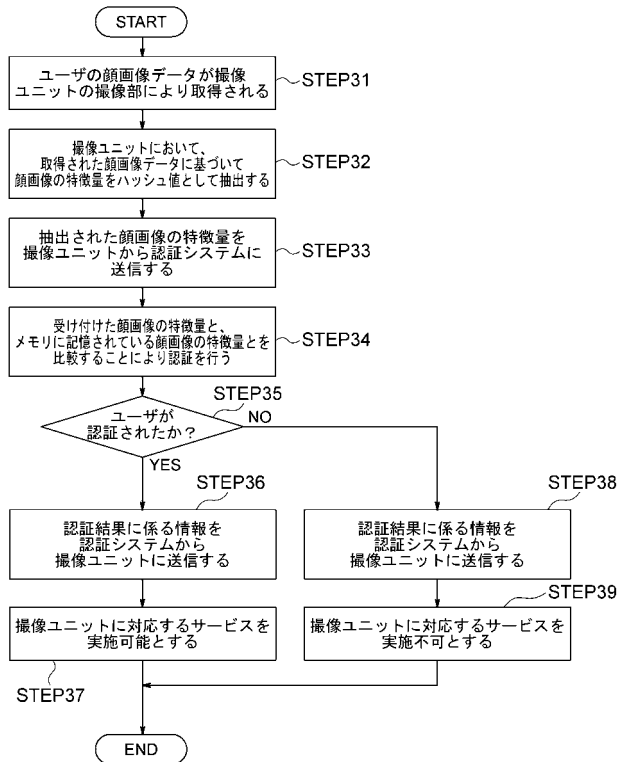 START
ユーザの顔画像データが撮像
ユニットの撮像部により取得される
STEP31
撮像ユニットにおいて、
取得された顔画像データに基づいて
顔画像の特徴量をハッシュ値として抽出する
STEP32
抽出された顔画像の特徴量を
撮像ユニットから認証システムに
送信する
STEP33
受け付けた顔画像の特徴量と、
メモリに記憶されている顔画像の特徴量とを
比較することにより認証を行う
STEP34
STEP35
ユーザが
認証されたか？
NO
YES
STEP36
認証結果に係る情報を
認証システムから
撮像ユニットに送信する
STEP38
認証結果に係る情報を
認証システムから
撮像ユニットに送信する
撮像ユニットに対応するサービスを
実施可能とする
STEP37
STEP39
撮像ユニットに対応するサービスを
実施不可とする
END